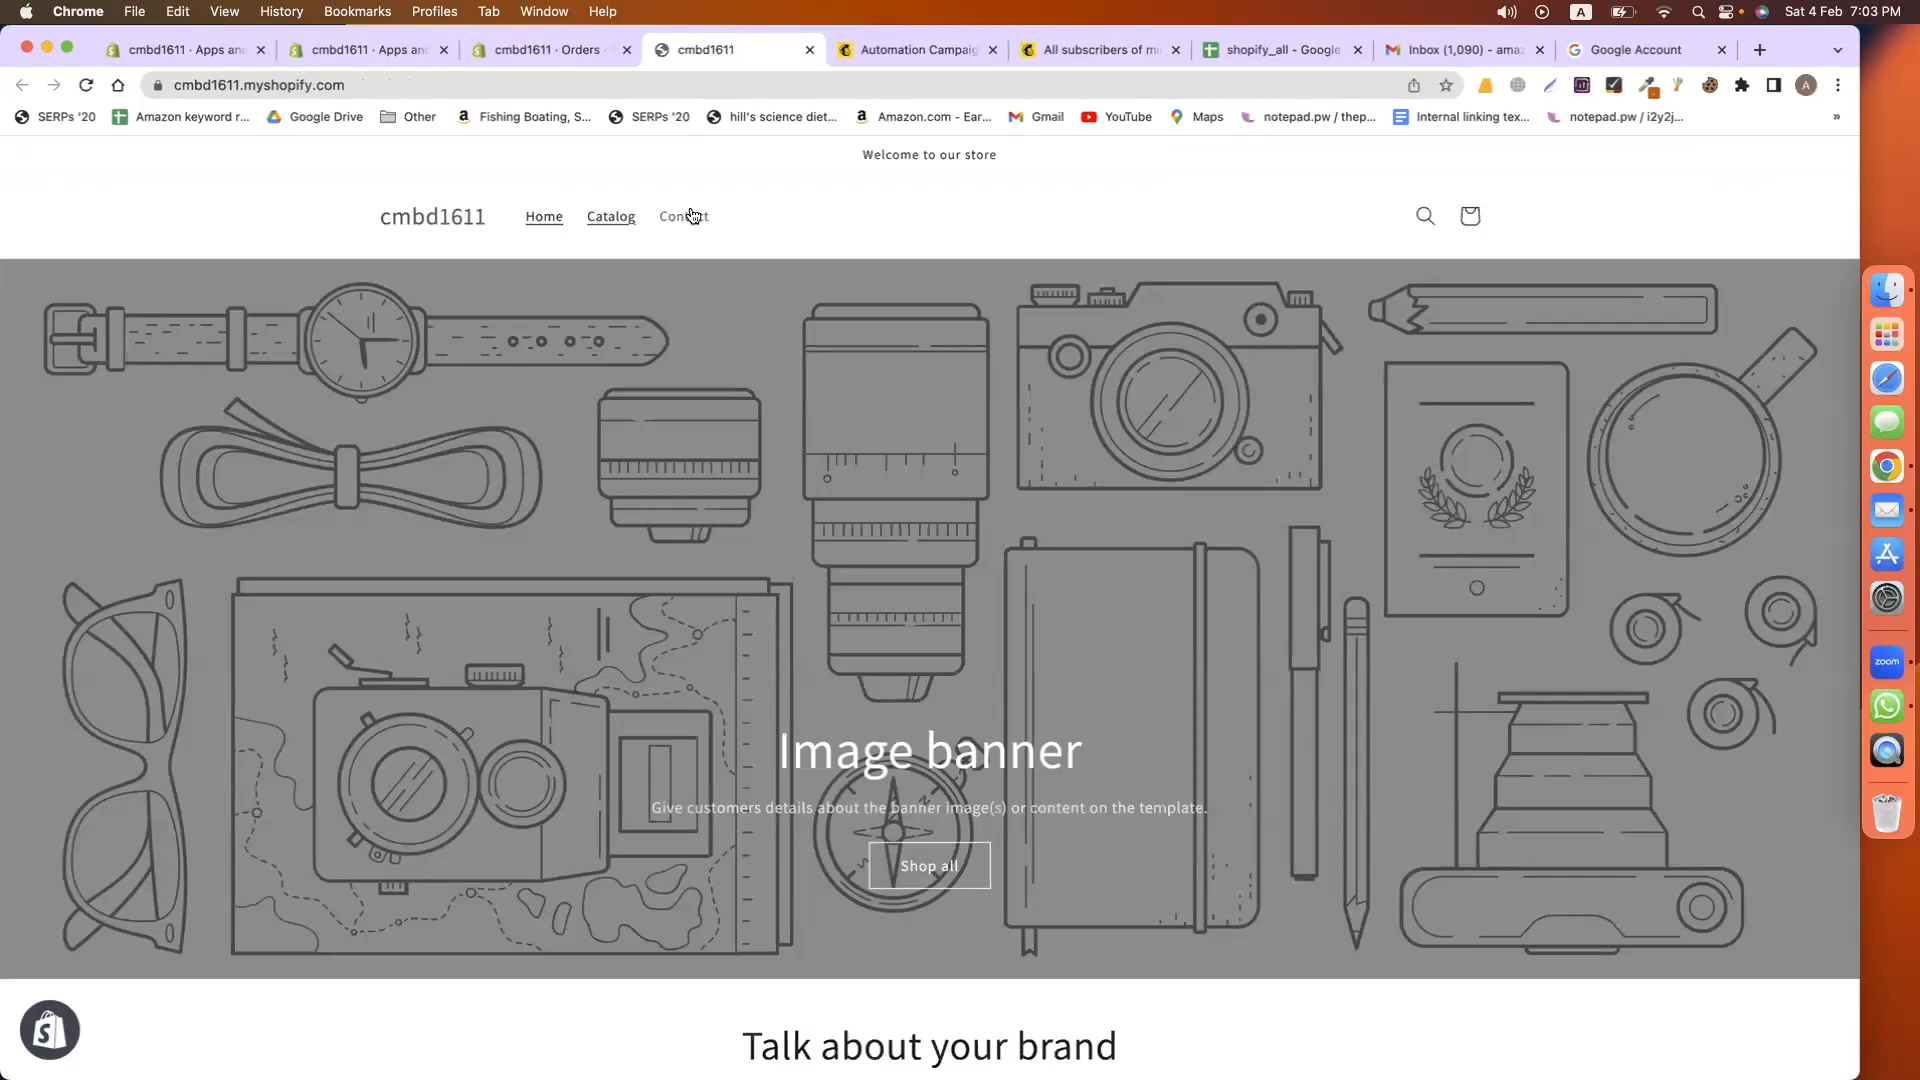 Chrome File Edit View History Bookmarks Profiles Tab Window Help
A
Sat 4 Feb 7:03 PM
cmbd1611 · Apps and
cmbd1611 · Apps and
cmbd1611 · Orders ·
cmbd1611
Automation Campaig
All subscribers of m
shopify_all - Google
Inbox (1,090) - ama
Google Account
cmbd1611.myshopify.com
A
SERPs '20
Amazon keyword r...
Google Drive
Other
Fishing Boating, S...
SERPs '20
hill's science diet...
Amazon.com - Ear...
Gmail
YouTube
Maps
notepad.pw / thep...
Internal linking tex...
notepad.pw / i2y2j...
»
Welcome to our store
cmbd1611
Home
Catalog
Contact
Image banner
Give customers details about the banner image(s) or content on the template.
Shop all
Talk about your brand
zoom